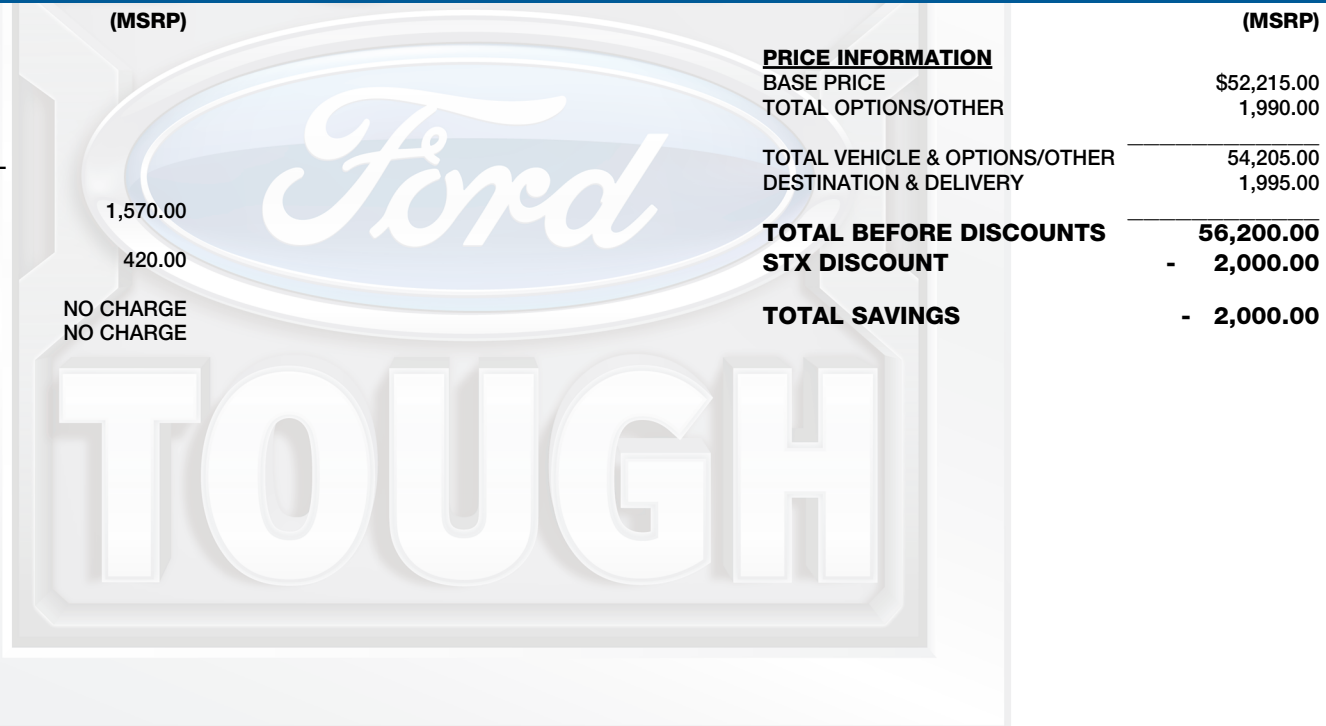 (MSRP)
1,570.00
420.00
NO CHARGE
NO CHARGE
(MSRP)
PRICE INFORMATION
BASE PRICE $52,215.00
TOTAL OPTIONS/OTHER 1,990.00
TOTAL VEHICLE & OPTIONS/OTHER 54,205.00
DESTINATION & DELIVERY 1,995.00
TOTAL BEFORE DISCOUNTS 56,200.00
STX DISCOUNT - 2,000.00
TOTAL SAVINGS - 2,000.00
Ford
TOUGH